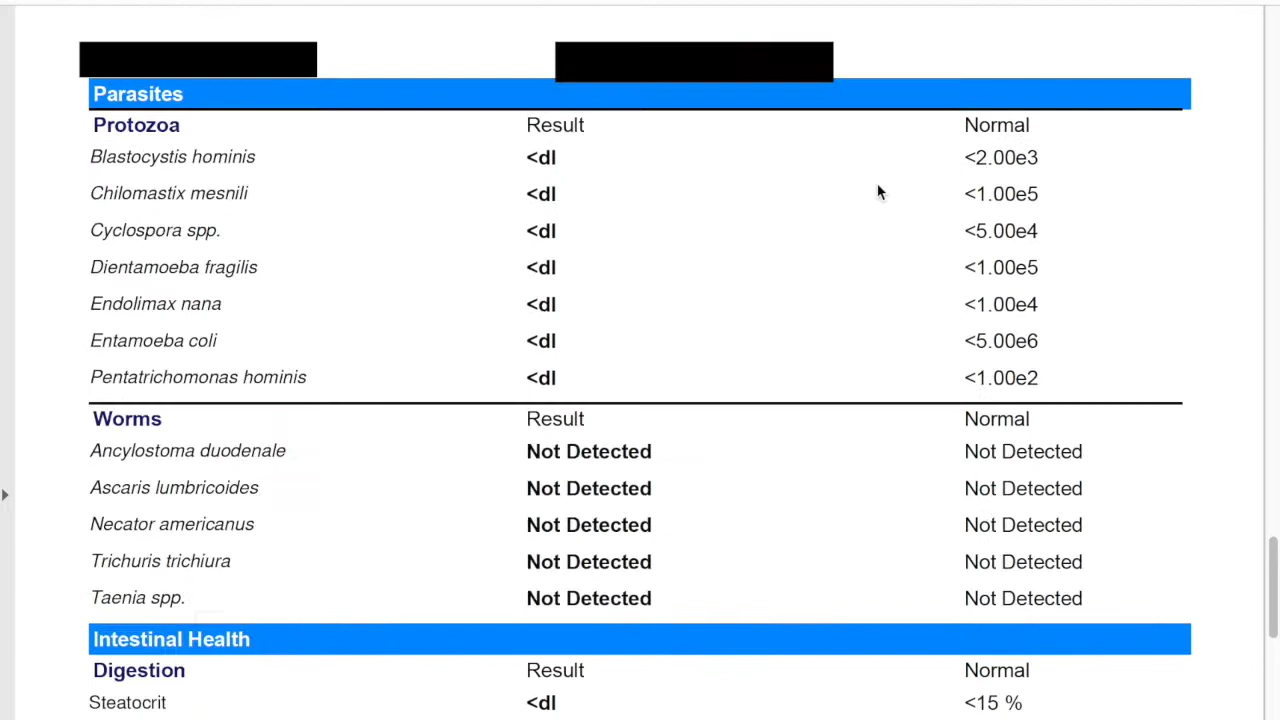 Parasites
Protozoa Result Normal
Blastocystis hominis <dl <2.00e3
Chilomastix mesnili <dl <1.00e5
Cyclospora spp. <dl <5.00e4
Dientamoeba fragilis <dl <1.00e5
Endolimax nana <dl <1.00e4
Entamoeba coli <dl <5.00e6
Pentatrichomonas hominis <dl <1.00e2
Worms Result Normal
Ancylostoma duodenale Not Detected Not Detected
Ascaris lumbricoides Not Detected Not Detected
Necator americanus Not Detected Not Detected
Trichuris trichiura Not Detected Not Detected
Taenia spp. Not Detected Not Detected
Intestinal Health
Digestion Result Normal
Steatocrit <dl <15 %